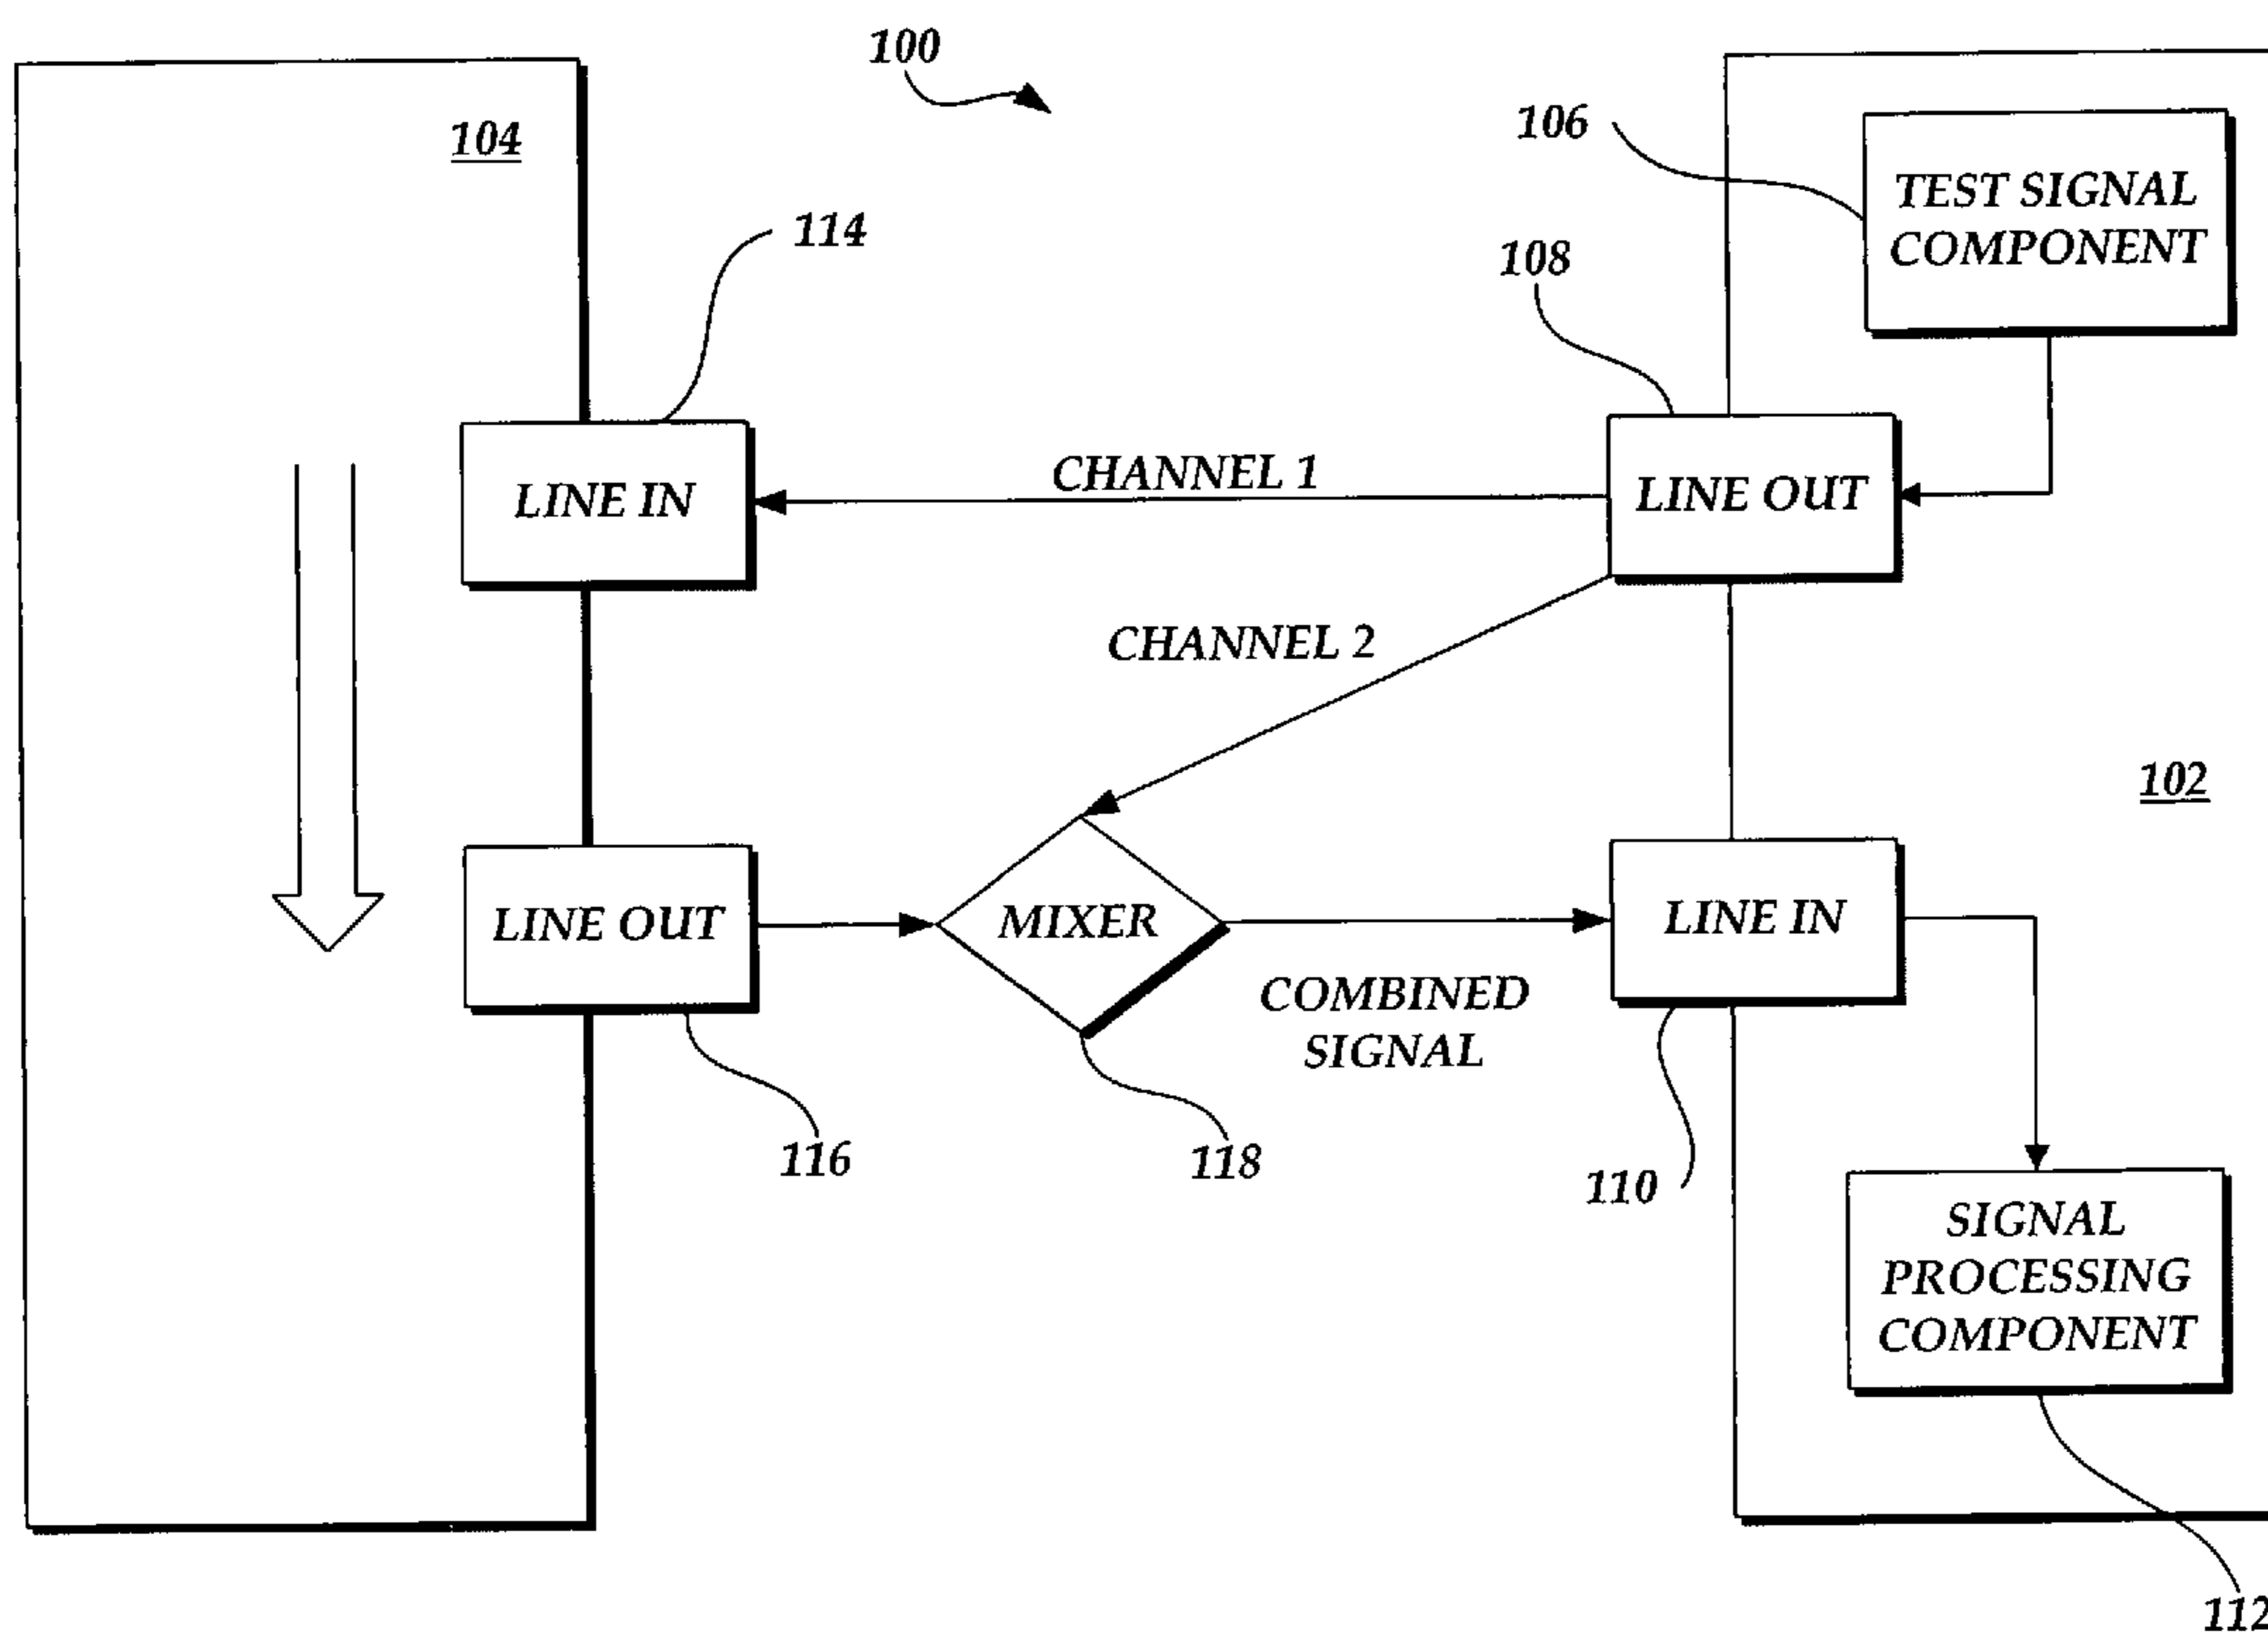 100
104
106
TEST SIGNAL
COMPONENT
114
108
CHANNEL 1
LINE IN
LINE OUT
CHANNEL 2
102
LINE OUT
MIXER
LINE IN
COMBINED
SIGNAL
116
118
110
SIGNAL
PROCESSING
COMPONENT
112